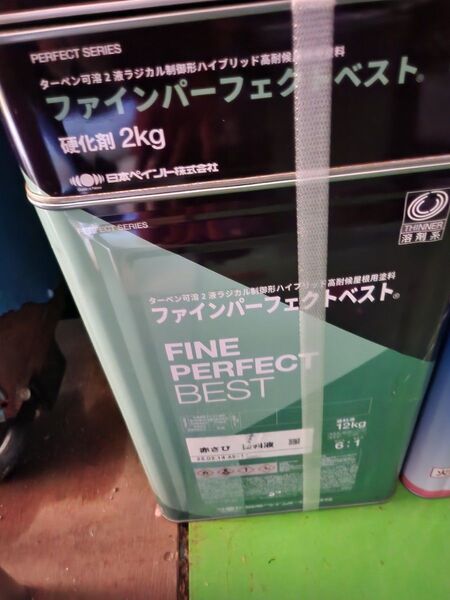 PERFECT SERIES
ターペン可溶2液ラジカル制御形ハイブリッド高耐候屋根用塗料
ファインパーフェクトベスト®
硬化剤 2kg
日本ペイント株式会社
PERFECT SERIES
THINNER
溶剤系
ターペン可溶2液ラジカル制御形ハイブリッド高耐候屋根用塗料
ファインパーフェクトベスト®
FINE
PERFECT
BEST
12kg
6:1
赤さび 料液